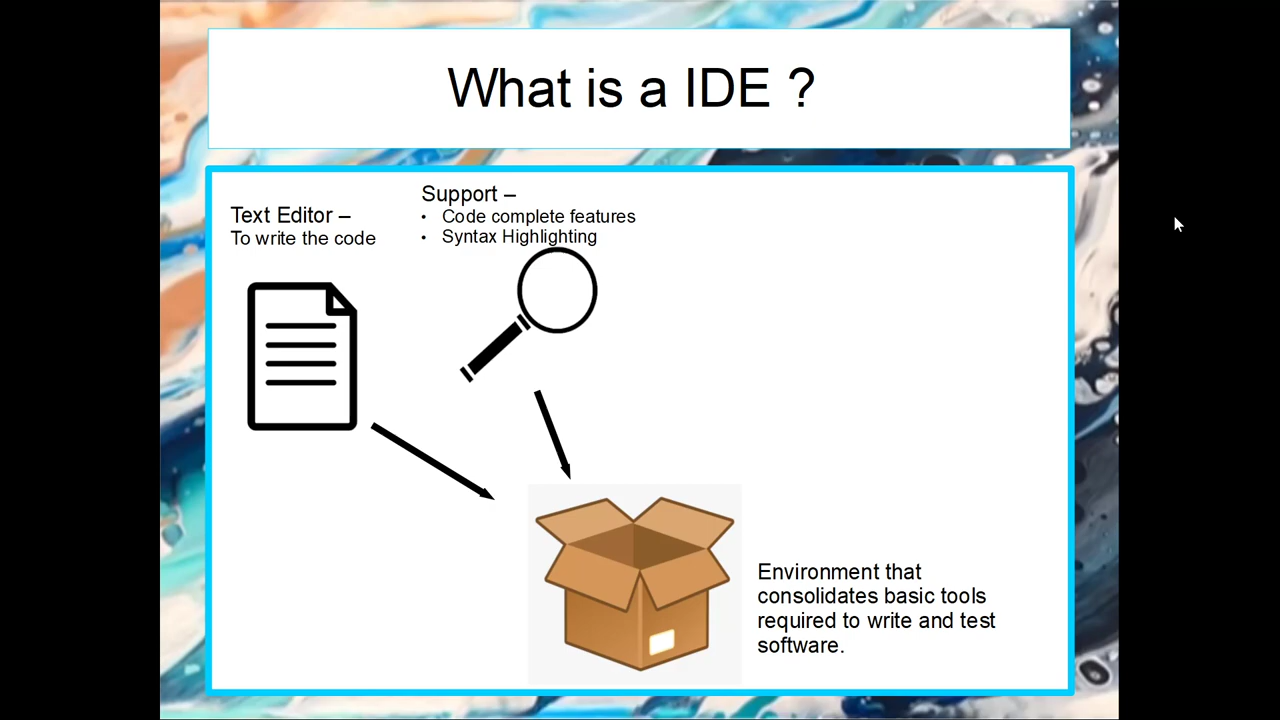 What is a IDE ?
Text Editor –
To write the code
Support –
• Code complete features
• Syntax Highlighting
Environment that
consolidates basic tools
required to write and test
software.